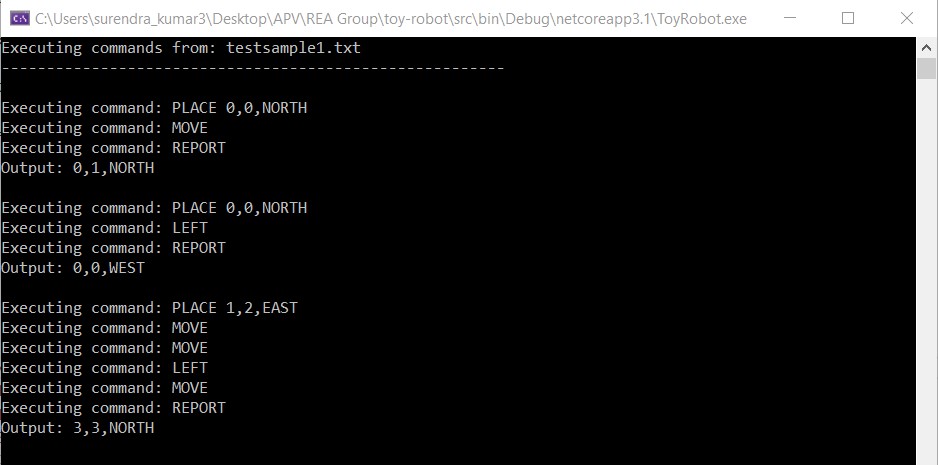 C:\Users\surendra_kumar3\Desktop\APV\REA Group\toy-robot\src\bin\Debug\netcoreapp3.1\ToyRobot.exe
Executing commands from: testsample1.txt
--------------------------------------------------------
Executing command: PLACE 0,0,NORTH
Executing command: MOVE
Executing command: REPORT
Output: 0,1,NORTH
Executing command: PLACE 0,0,NORTH
Executing command: LEFT
Executing command: REPORT
Output: 0,0,WEST
Executing command: PLACE 1,2,EAST
Executing command: MOVE
Executing command: MOVE
Executing command: LEFT
Executing command: MOVE
Executing command: REPORT
Output: 3,3,NORTH